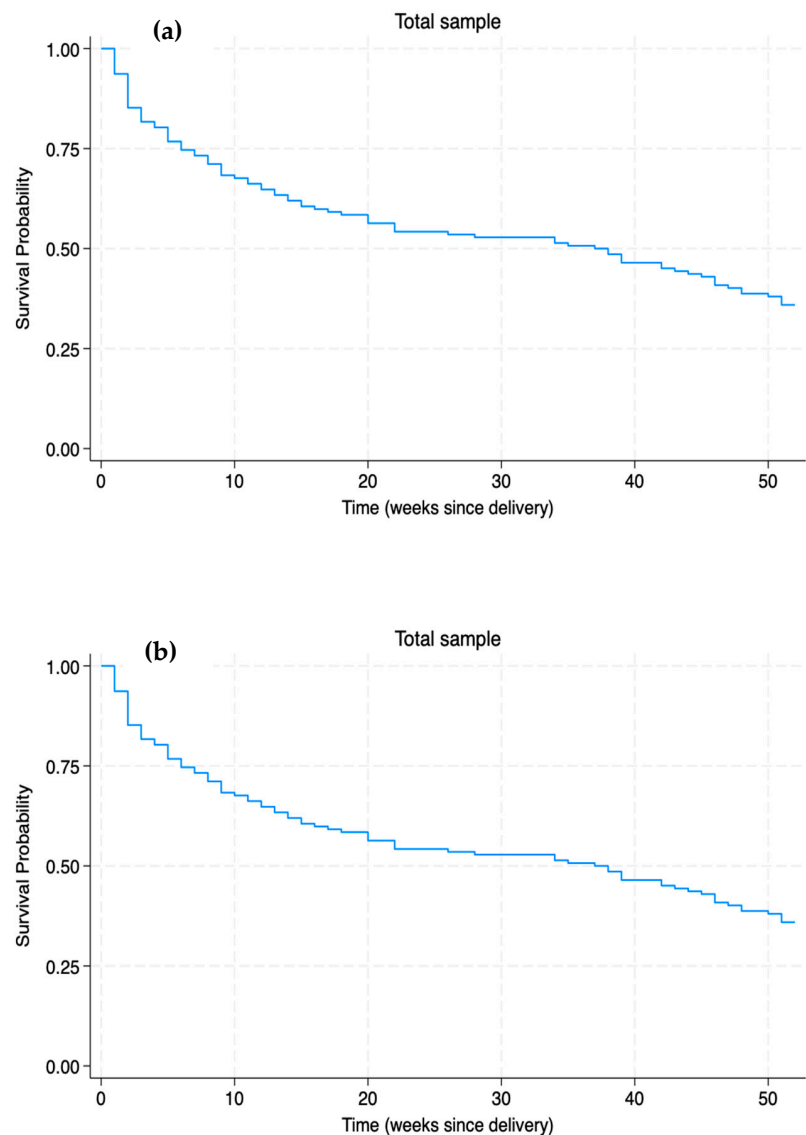 (a)
Total sample
1.00
0.75
0.50
0.25
0.00
Survival Probability
0 10 20 30 40 50
Time (weeks since delivery)
(b)
Total sample
1.00
0.75
0.50
0.25
0.00
Survival Probability
0 10 20 30 40 50
Time (weeks since delivery)